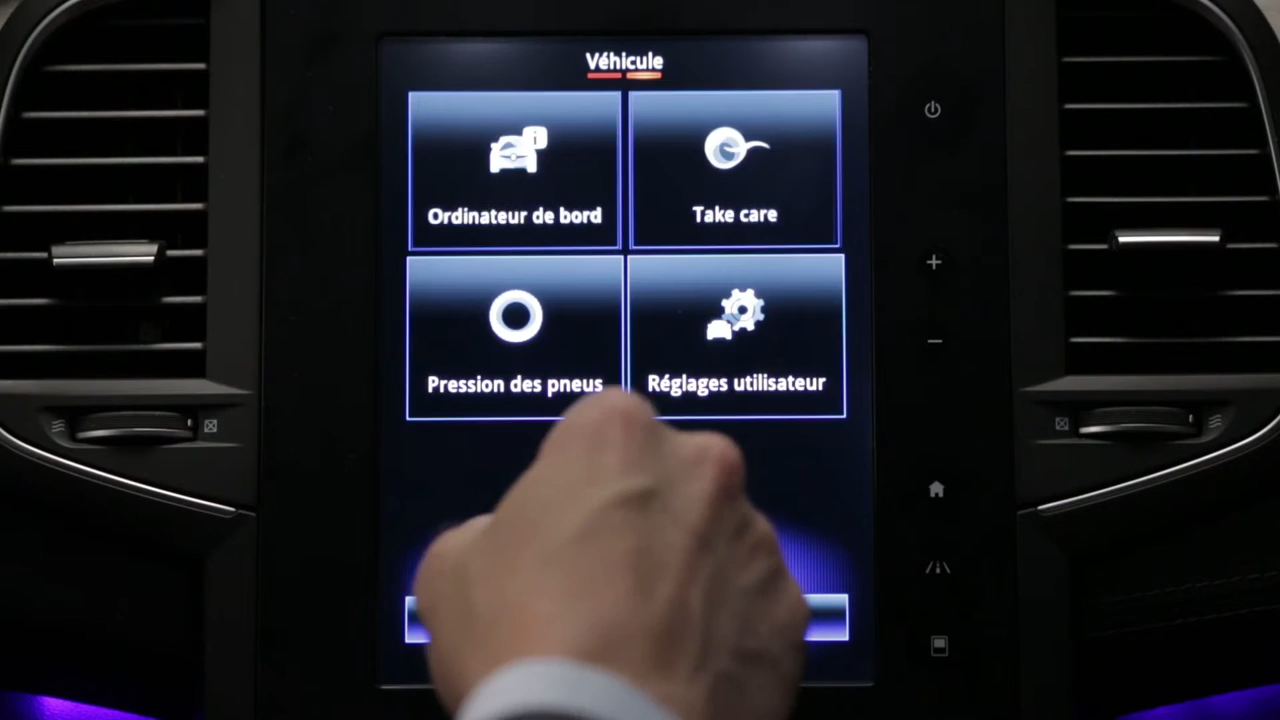 Véhicule
Ordinateur de bord
Take care
Pression des pneus
Réglages utilisateur